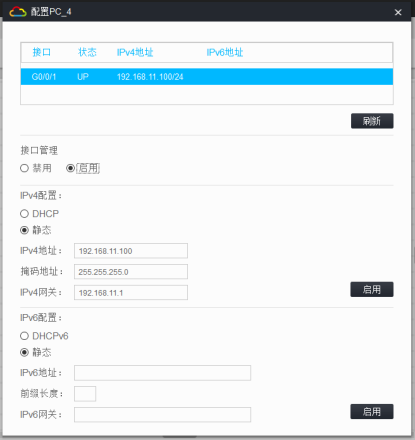 配置PC_4
接口 状态 IPv4地址 IPv6地址
G0/0/1 UP 192.168.11.100/24
刷新
接口管理
禁用 启用
IPv4配置：
DHCP
静态
IPv4地址： 192.168.11.100
掩码地址： 255.255.255.0
IPv4网关： 192.168.11.1 启用
IPv6配置：
DHCPv6
静态
IPv6地址：
前缀长度：
IPv6网关： 启用